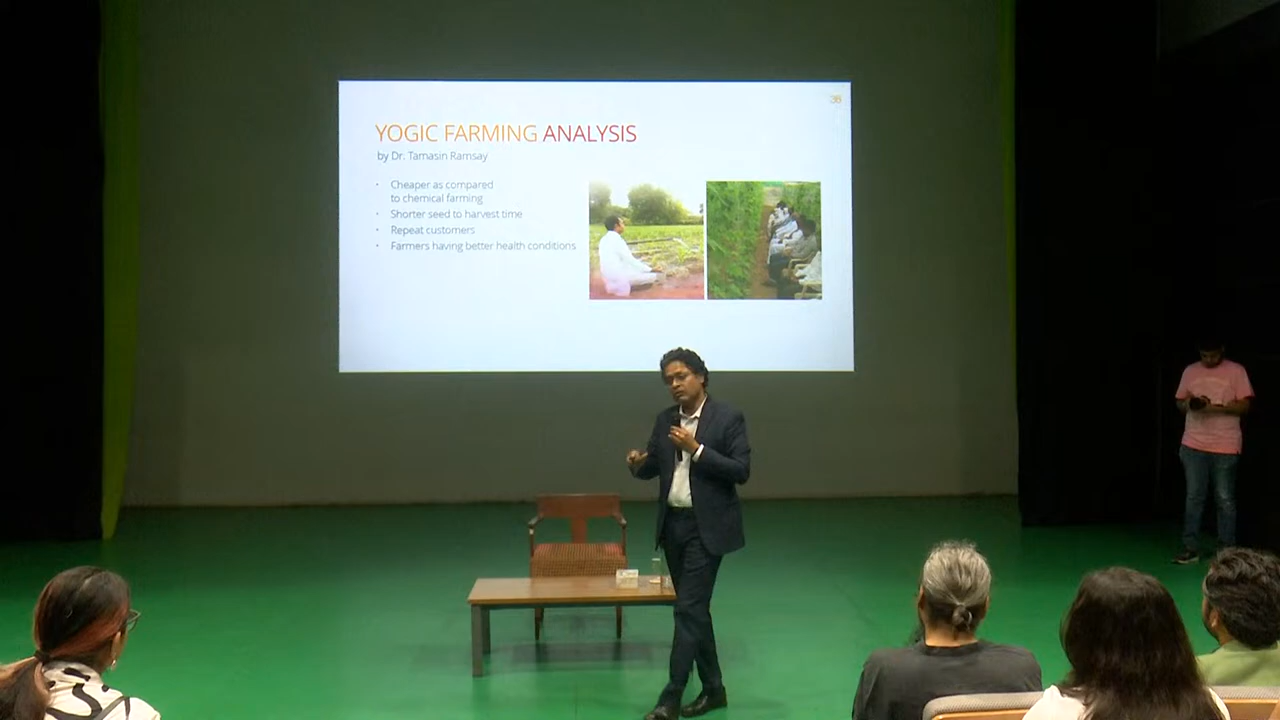 38
YOGIC FARMING ANALYSIS
by Dr. Tamasin Ramsay
• Cheaper as compared
to chemical farming
• Shorter seed to harvest time
• Repeat customers
• Farmers having better health conditions